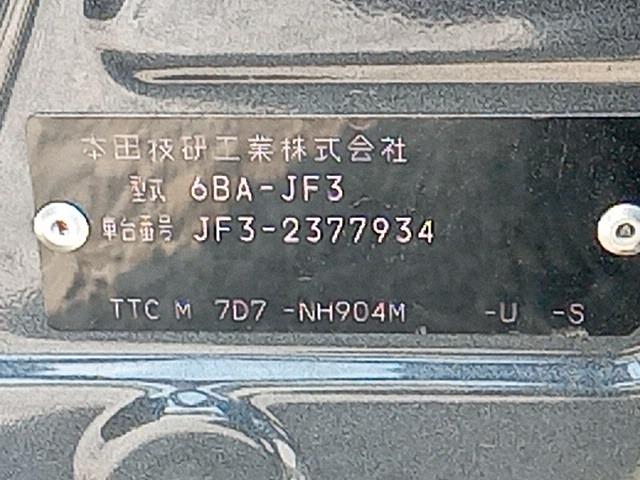 本田技研工業株式会社
型式 6BA-JF3
車台番号 JF3-2377934
TTC M 7D7 -NH904M -U -S